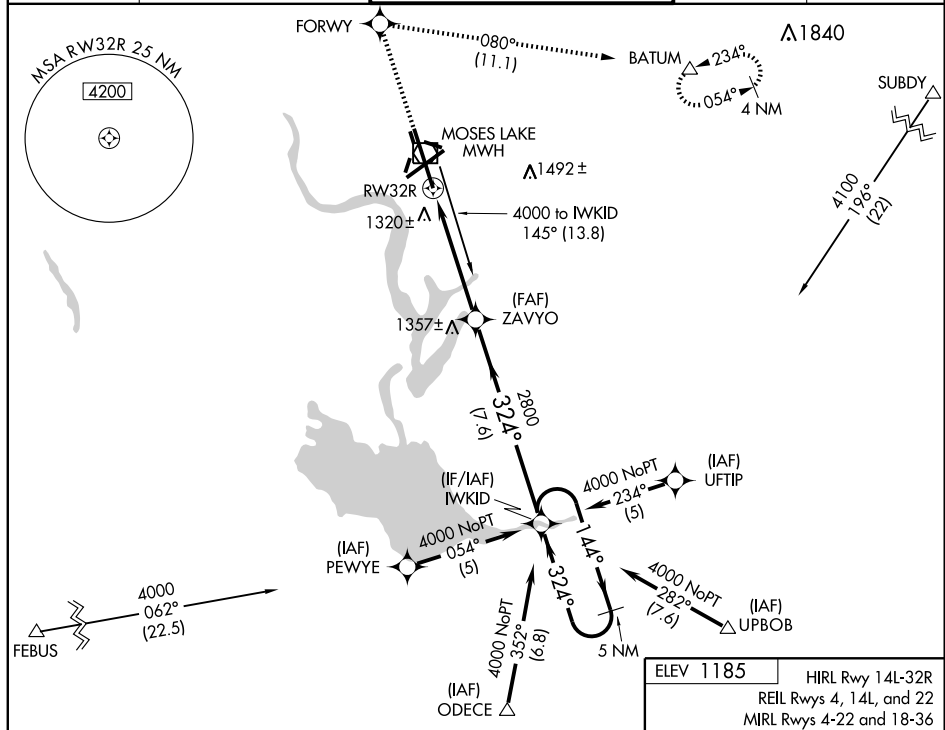 FORWY
080°
(11.1)
BATUM
234°
054°
4 NM
1840
SUBDY
4100
196°
(22)
MSA RW32R 25 NM
4200
MOSES LAKE
MWH
RW32R
1492 ±
1320 ±
4000 to IWKID
145° (13.8)
(FAF)
ZAVYO
1357 ±
2800
324°
(7.6)
(IF/IAF)
IWKID
4000 NoPT
234°
(5)
(IAF)
UFTIP
4000 NoPT
054°
(5)
(IAF)
PEWYE
144°
324°
5 NM
4000 NoPT
282°
(7.6)
(IAF)
UPBOB
4000
062°
(22.5)
FEBUS
4000 NoPT
352°
(6.8)
(IAF)
ODECE
ELEV 1185
HIRL Rwy 14L-32R
REIL Rwys 4, 14L, and 22
MIRL Rwys 4-22 and 18-36